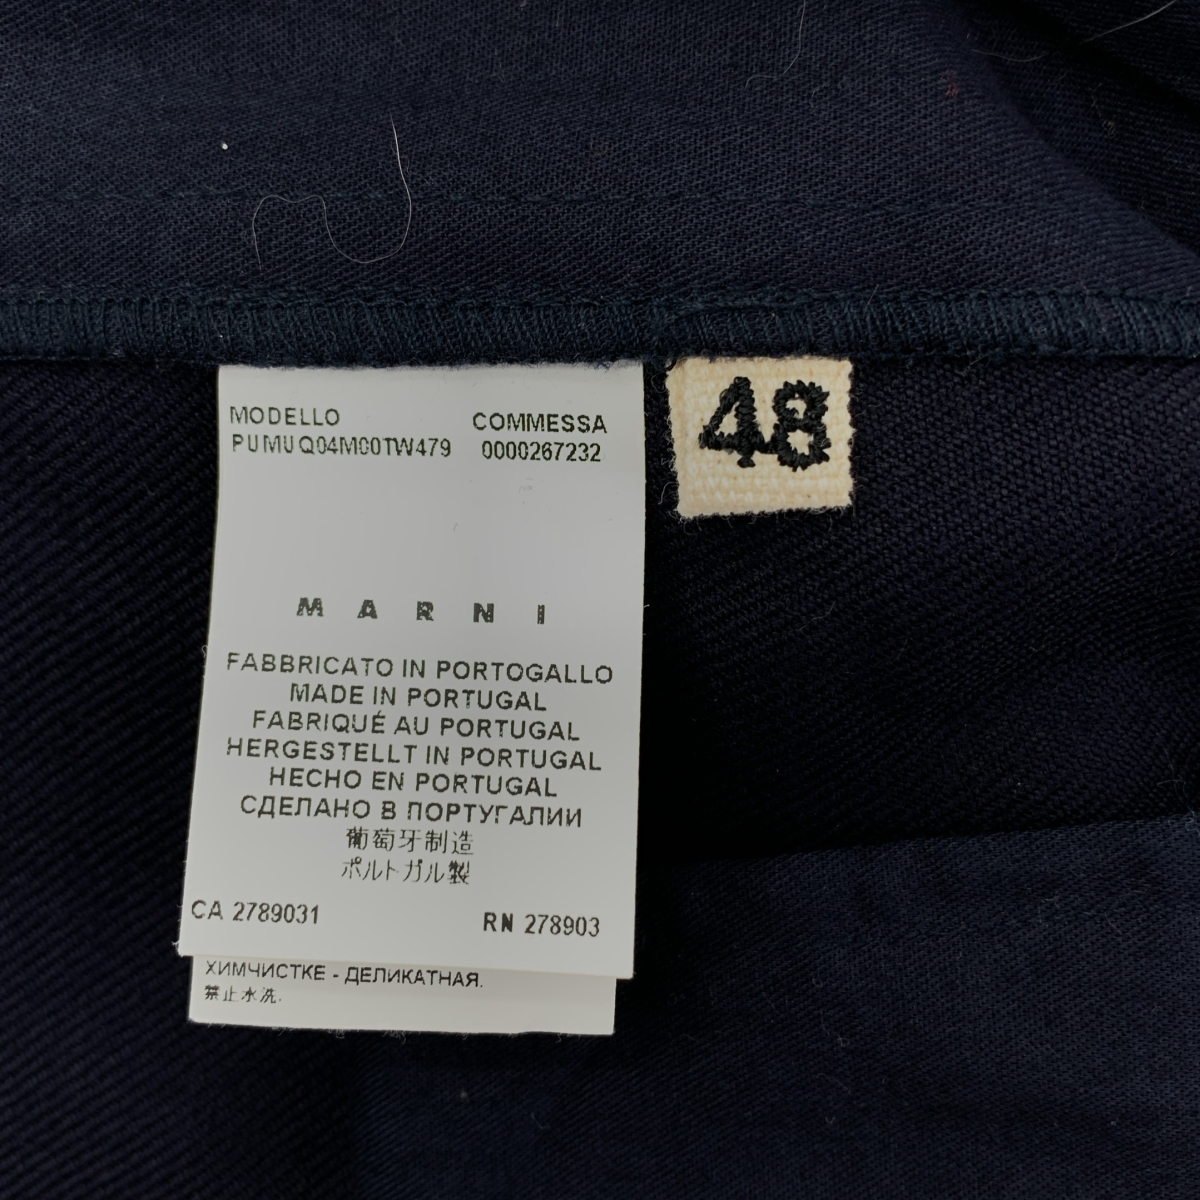 MODELLO COMMESSA
PUMUQ04M00TW479 0000267232
48
MARNI
FABBRICATO IN PORTOGALLO
MADE IN PORTUGAL
FABRIQUÉ AU PORTUGAL
HERGESTELLT IN PORTUGAL
HECHO EN PORTUGAL
СДЕЛАНО В ПОРТУГАЛИИ
葡萄牙制造
ポルトガル製
CA 2789031 RN 278903
ХИМЧИСТКЕ - ДЕЛИКАТНАЯ.
禁止水洗.